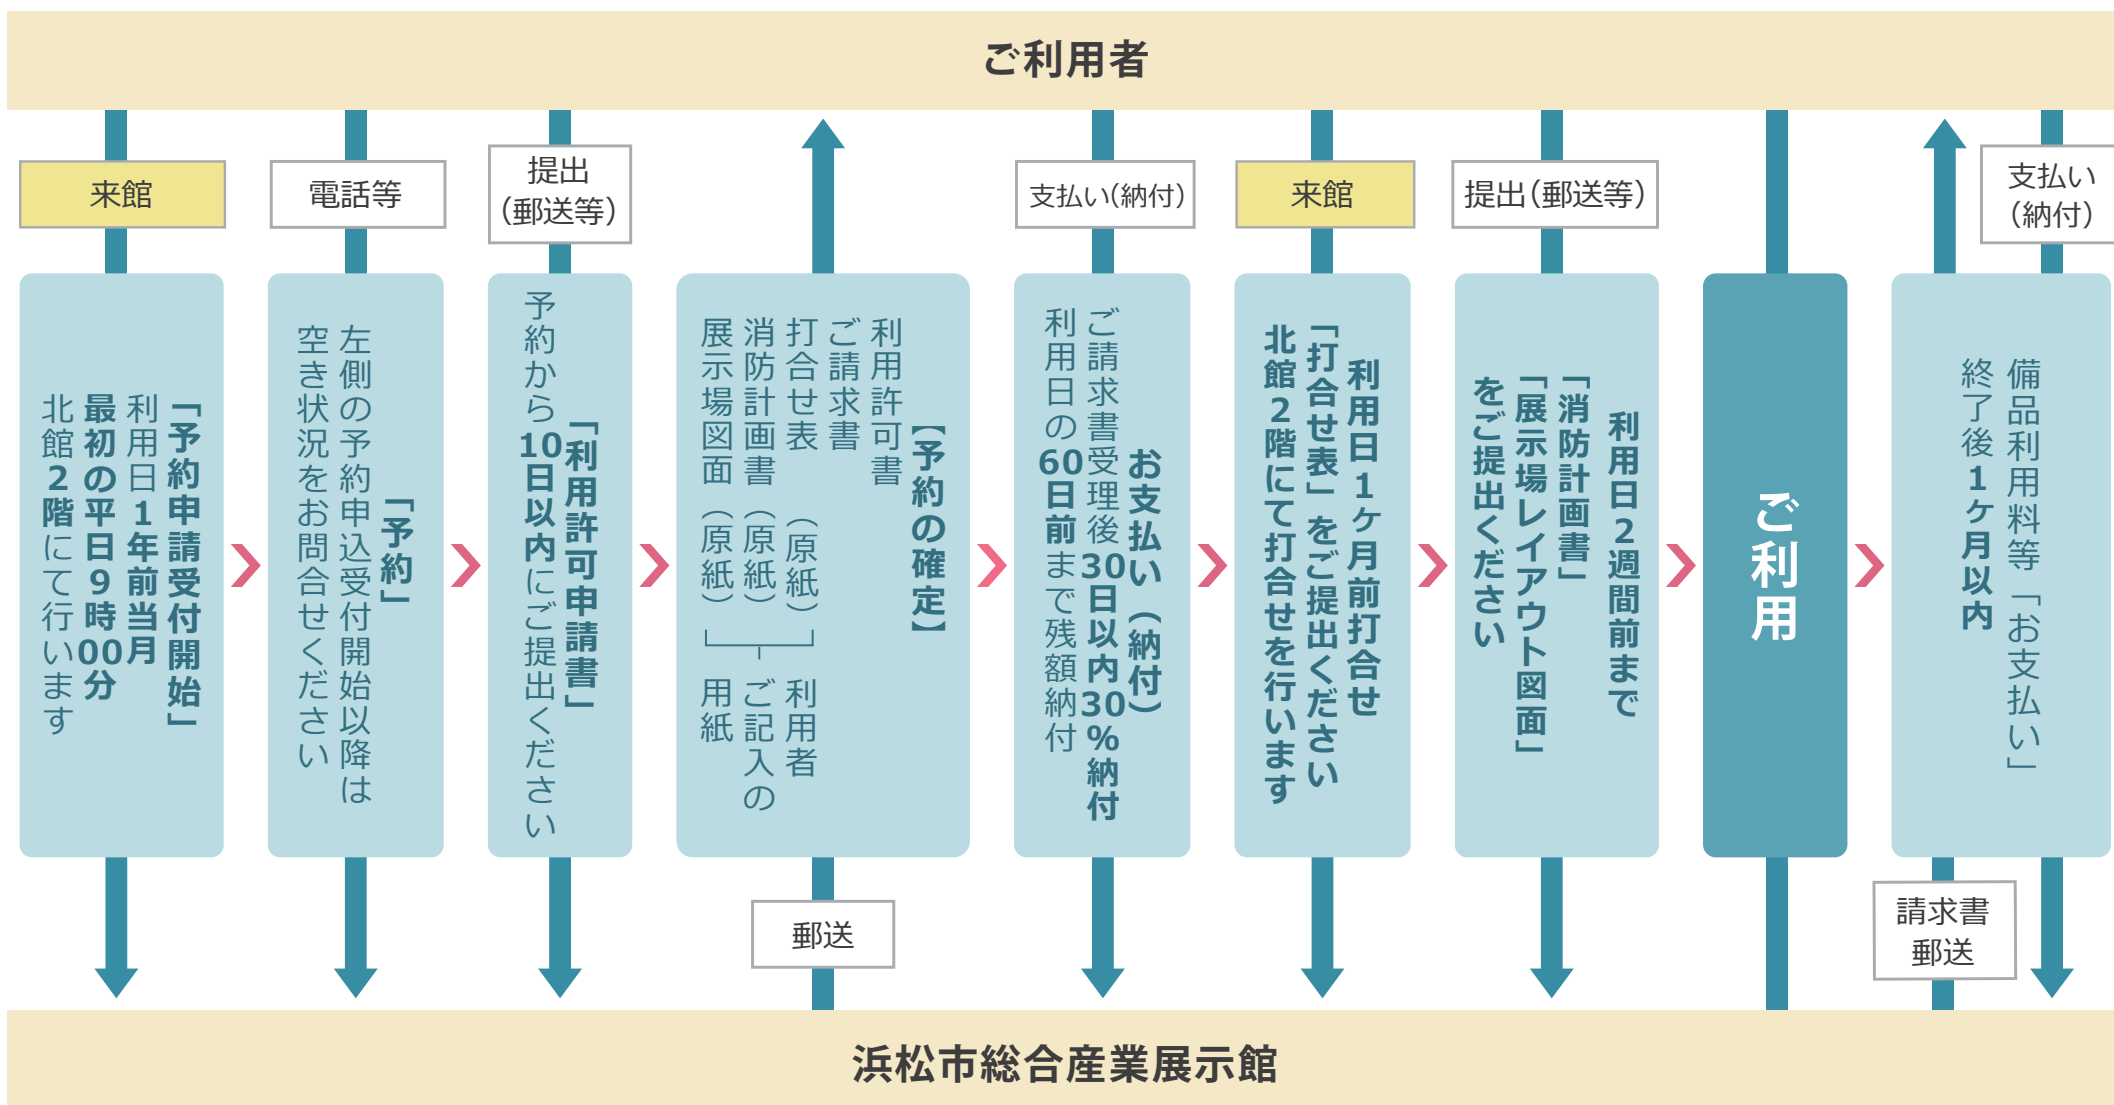 ご利用者
来館
「予約申請受付開始」
利用日1年前当月
最初の平日9時00分
北館2階にて行います
電話等
「予約」
左側の予約申込受付開始以降は
空き状況をお問合せください
提出
(郵送等)
「利用許可申請書」
予約から10日以内にご提出ください
【予約の確定】
利用許可書
ご請求書
打合せ表(原紙)
消防計画書(原紙)
展示場図面(原紙)
利用者
ご記入の
用紙
郵送
支払い(納付)
お支払い(納付)
ご請求書受理後30日以内30%納付
利用日の60日前まで残額納付
来館
利用日1ケ月前打合せ
「打合せ表」をご提出ください
北館2階にて打合せを行います
提出(郵送等)
利用日2週間前まで
「消防計画書」
「展示場レイアウト図面」
をご提出ください
ご利用
支払い
(納付)
備品利用料等「お支払い」
終了後1ケ月以内
請求書
郵送
浜松市総合産業展示館